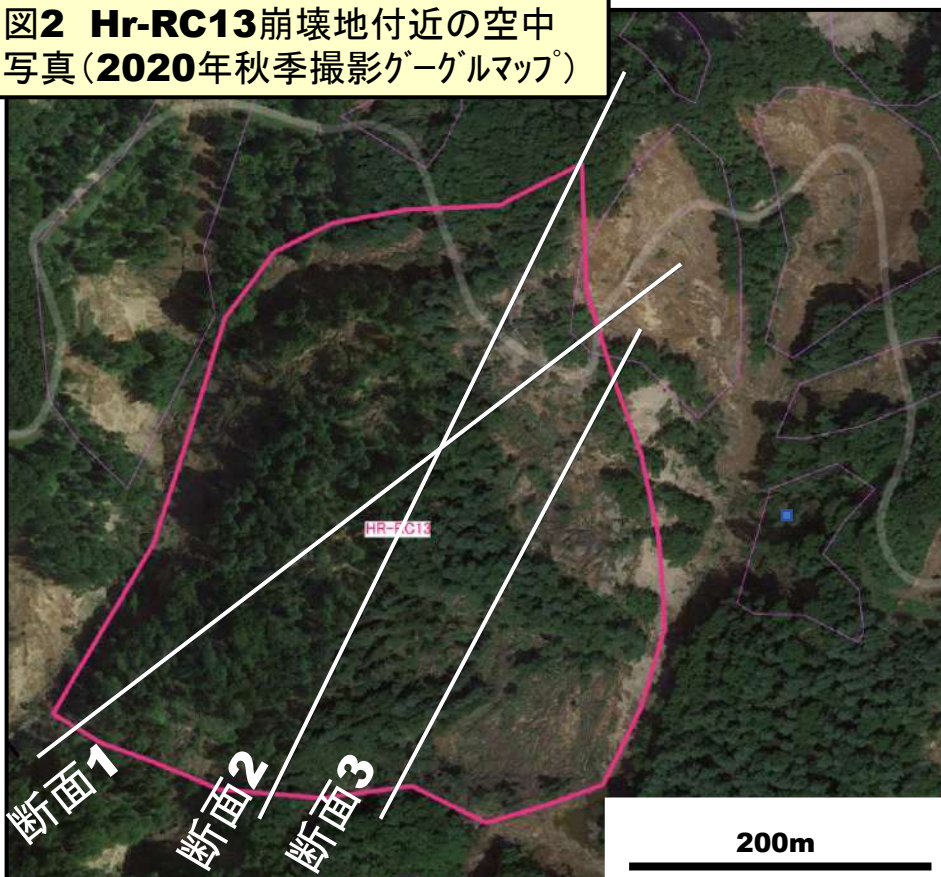 図2 Hr-RC13崩壊地付近の空中
写真(2020年秋季撮影グーグルマップ)
HR-RC13
断面1
断面2
断面3
200m